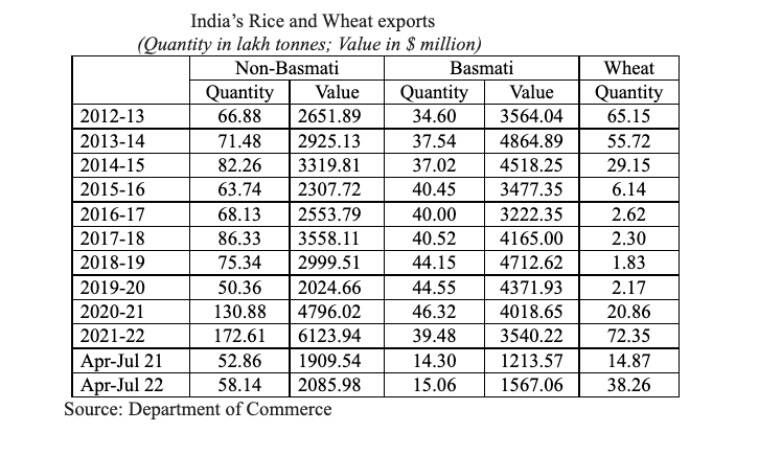 India’s Rice and Wheat exports
(Quantity in lakh tonnes; Value in $ million)
Non-Basmati Basmati Wheat
Quantity Value Quantity Value Quantity
2012-13 66.88 2651.89 34.60 3564.04 65.15
2013-14 71.48 2925.13 37.54 4864.89 55.72
2014-15 82.26 3319.81 37.02 4518.25 29.15
2015-16 63.74 2307.72 40.45 3477.35 6.14
2016-17 68.13 2553.79 40.00 3222.35 2.62
2017-18 86.33 3558.11 40.52 4165.00 2.30
2018-19 75.34 2999.51 44.15 4712.62 1.83
2019-20 50.36 2024.66 44.55 4371.93 2.17
2020-21 130.88 4796.02 46.32 4018.65 20.86
2021-22 172.61 6123.94 39.48 3540.22 72.35
Apr-Jul 21 52.86 1909.54 14.30 1213.57 14.87
Apr-Jul 22 58.14 2085.98 15.06 1567.06 38.26
Source: Department of Commerce